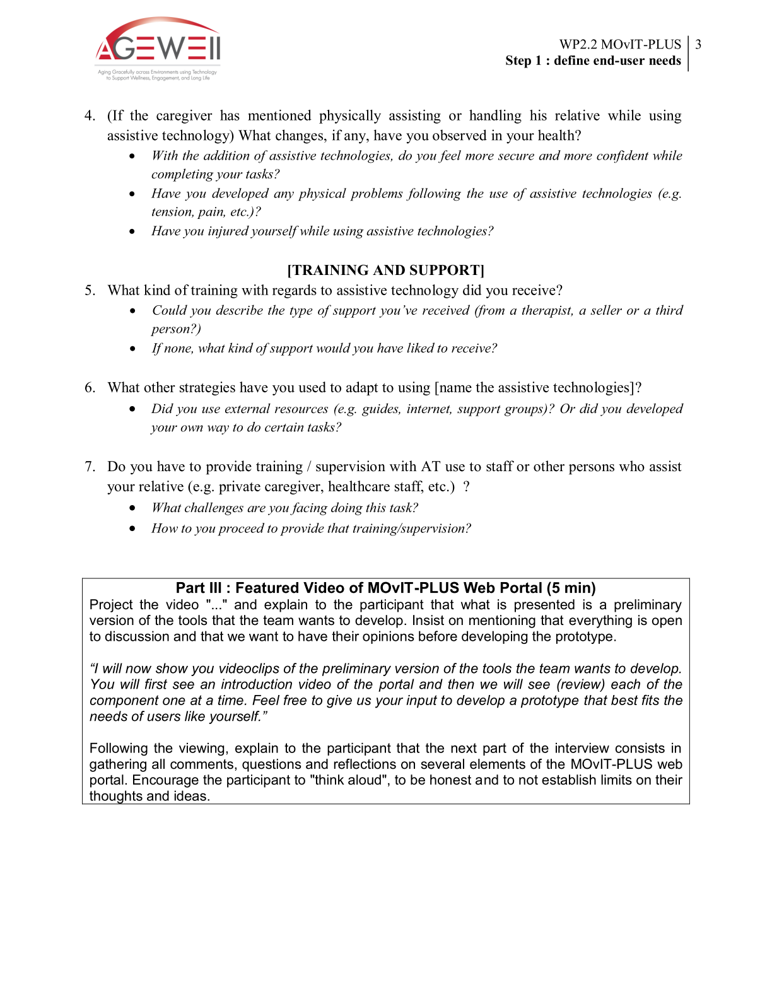 AGEWELL
Aging Gracefully across Environments using Technology
to Support Wellness, Engagement, and Long Life
WP2.2 MOvIT-PLUS 3
Step 1 : define end-user needs
4. (If the caregiver has mentioned physically assisting or handling his relative while using
assistive technology) What changes, if any, have you observed in your health?
• With the addition of assistive technologies, do you feel more secure and more confident while
completing your tasks?
• Have you developed any physical problems following the use of assistive technologies (e.g.
tension, pain, etc.)?
• Have you injured yourself while using assistive technologies?
[TRAINING AND SUPPORT]
5. What kind of training with regards to assistive technology did you receive?
• Could you describe the type of support you’ve received (from a therapist, a seller or a third
person?)
• If none, what kind of support would you have liked to receive?
6. What other strategies have you used to adapt to using [name the assistive technologies]?
• Did you use external resources (e.g. guides, internet, support groups)? Or did you developed
your own way to do certain tasks?
7. Do you have to provide training / supervision with AT use to staff or other persons who assist
your relative (e.g. private caregiver, healthcare staff, etc.) ?
• What challenges are you facing doing this task?
• How to you proceed to provide that training/supervision?
Part III : Featured Video of MOvIT-PLUS Web Portal (5 min)
Project the video "..." and explain to the participant that what is presented is a preliminary
version of the tools that the team wants to develop. Insist on mentioning that everything is open
to discussion and that we want to have their opinions before developing the prototype.
“I will now show you videoclips of the preliminary version of the tools the team wants to develop.
You will first see an introduction video of the portal and then we will see (review) each of the
component one at a time. Feel free to give us your input to develop a prototype that best fits the
needs of users like yourself.”
Following the viewing, explain to the participant that the next part of the interview consists in
gathering all comments, questions and reflections on several elements of the MOvIT-PLUS web
portal. Encourage the participant to "think aloud", to be honest and to not establish limits on their
thoughts and ideas.